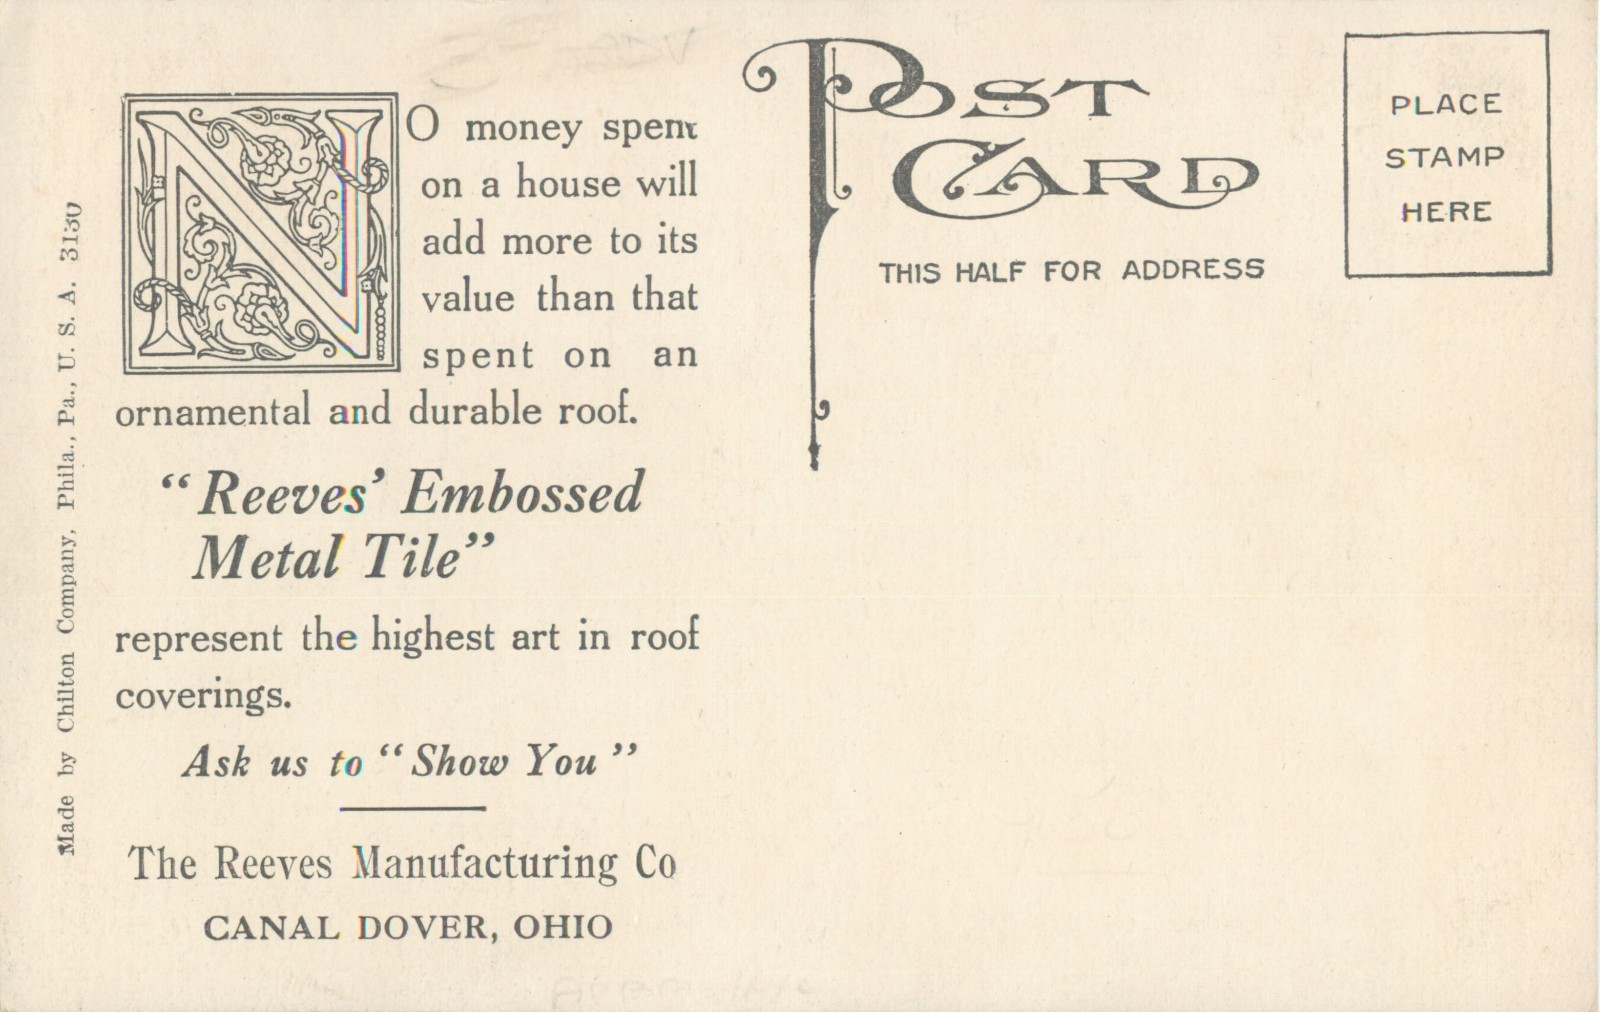 NO money spent
on a house will
add more to its
value than that
spent on an
ornamental and durable roof.
"Reeves' Embossed
Metal Tile"
represent the highest art in roof
coverings.
Ask us to "Show You"
The Reeves Manufacturing Co
CANAL DOVER, OHIO
Made by Chilton Company, Phila., Pa., U. S. A. 3130
POST
CARD
THIS HALF FOR ADDRESS
PLACE
STAMP
HERE